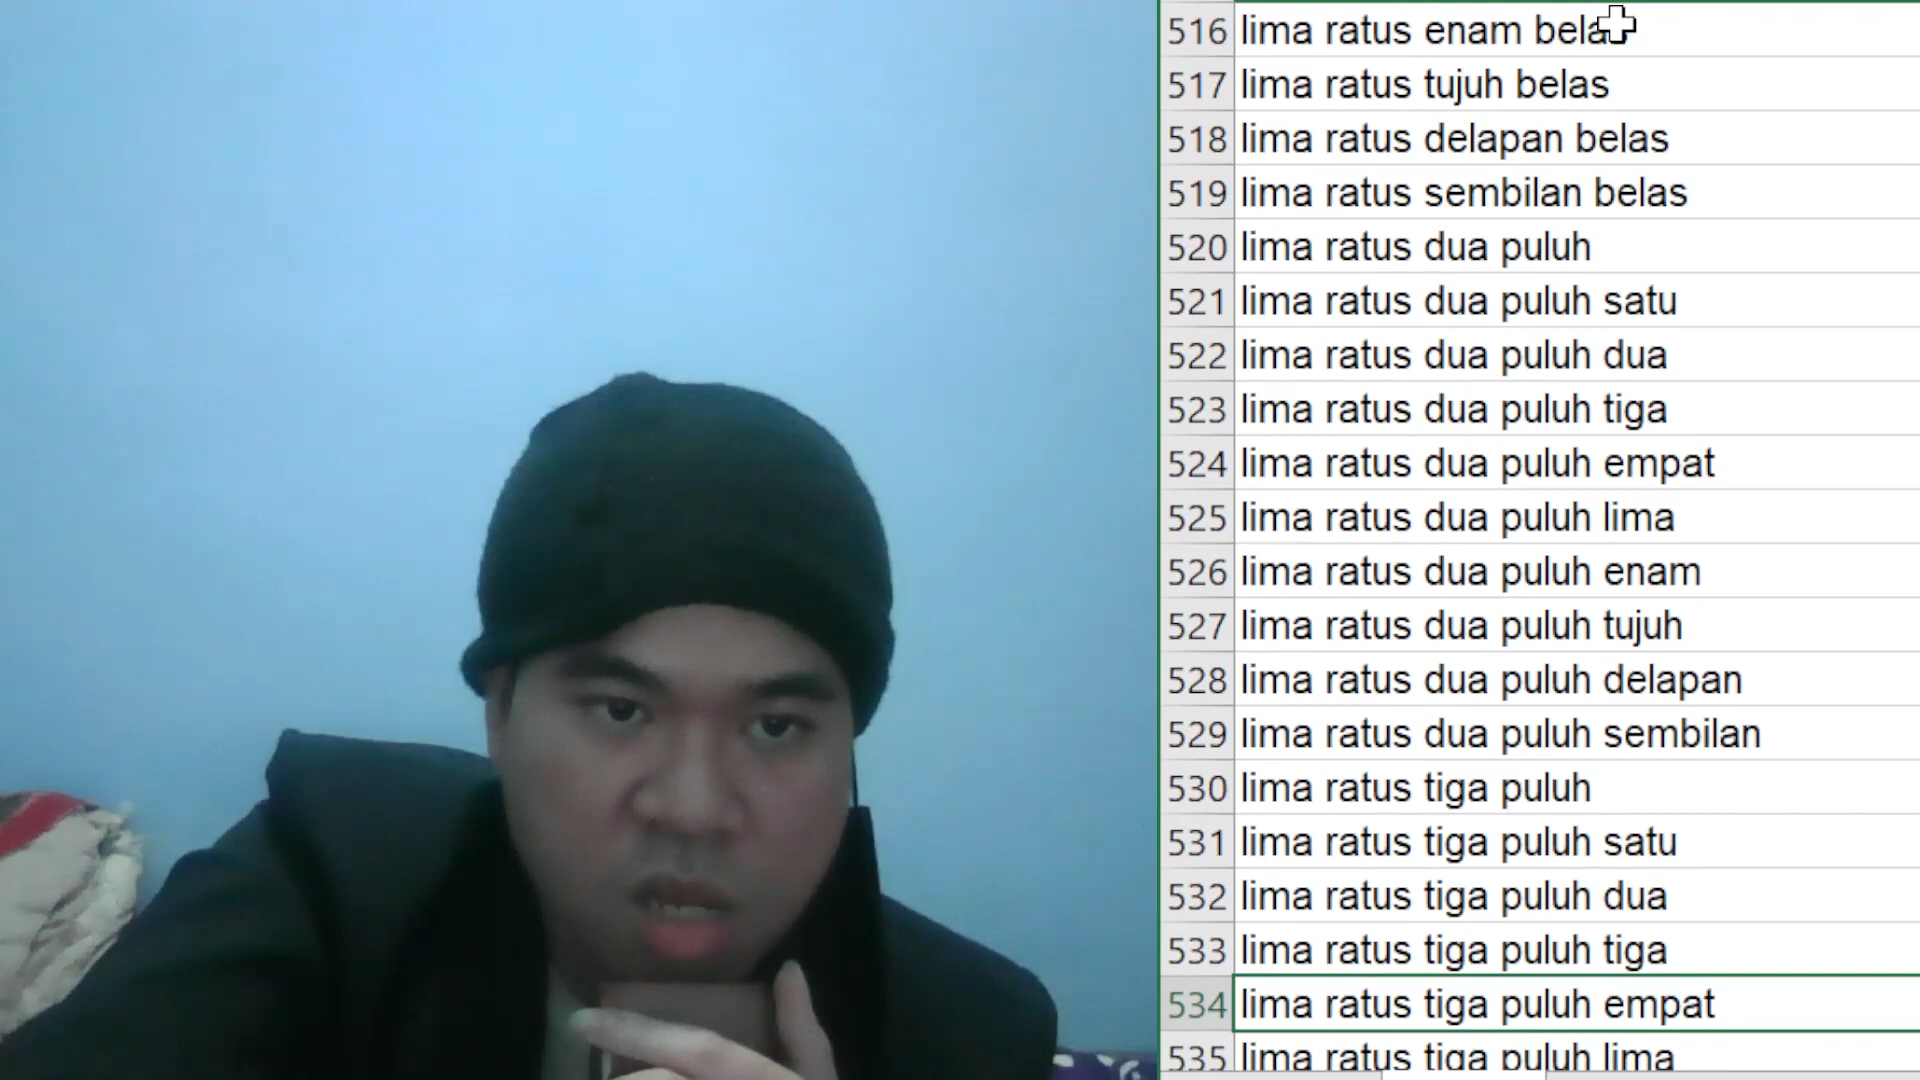 516 lima ratus enam
517 lima ratus tujuh belas
518 lima ratus delapan belas
519 lima ratus sembilan belas
520 lima ratus dua puluh
521 lima ratus dua puluh satu
522 lima ratus dua puluh dua
523 lima ratus dua puluh tiga
524 lima ratus dua puluh empat
525 lima ratus dua puluh lima
526 lima ratus dua puluh enam
527 lima ratus dua puluh tujuh
528 lima ratus dua puluh delapan
529 lima ratus dua puluh sembilan
530 lima ratus tiga puluh
531 lima ratus tiga puluh satu
532 lima ratus tiga puluh dua
533 lima ratus tiga puluh tiga
534 lima ratus tiga puluh empat
535 lima ratus tiga puluh lima